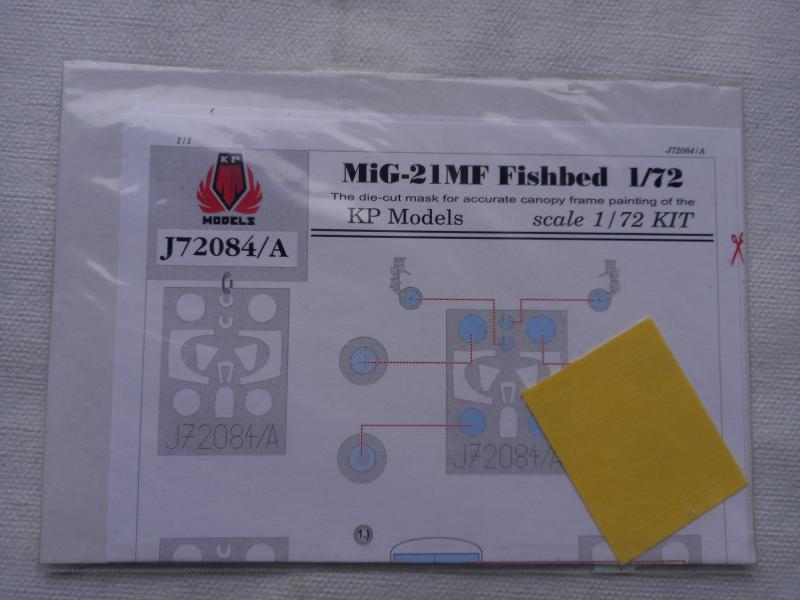 1/1
J72084/A
KP
MODELS
J72084/A
MiG-21MF Fishbed 1/72
The die-cut mask for accurate canopy frame painting of the
KP Models scale 1/72 KIT
J72084/A
J72084/A
1.)